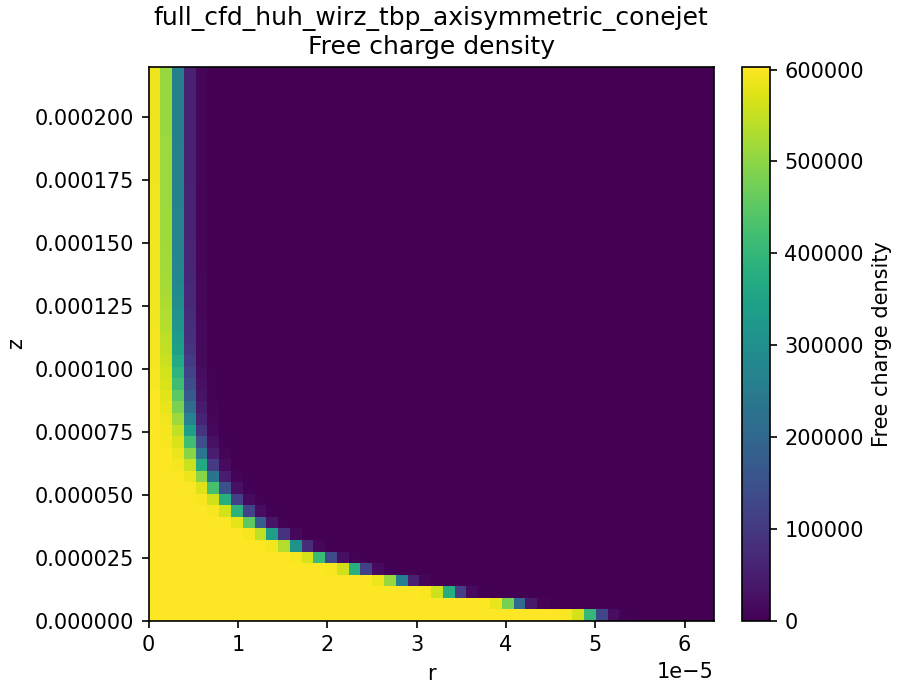 full_cfd_huh_wirz_tbp_axisymmetric_conejet
Free charge density
0.000200
0.000175
0.000150
0.000125
0.000100
0.000075
0.000050
0.000025
0.000000
z
0 1 2 3 4 5 6
1e−5
r
600000
500000
400000
300000
200000
100000
0
Free charge density